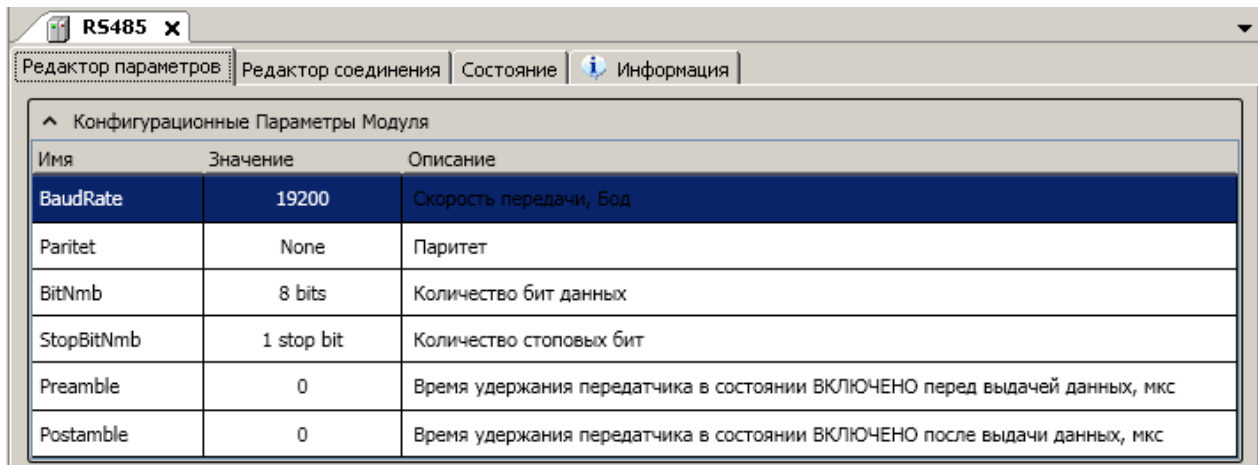 RS485
Редактор параметров Редактор соединения Состояние Информация
Конфигурационные Параметры Модуля
Имя Значение Описание
BaudRate 19200 Скорость передачи, Бод
Paritet None Паритет
BitNmb 8 bits Количество бит данных
StopBitNmb 1 stop bit Количество стоповых бит
Preamble 0 Время удержания передатчика в состоянии ВКЛЮЧЕНО перед выдачей данных, мкс
Postamble 0 Время удержания передатчика в состоянии ВКЛЮЧЕНО после выдачи данных, мкс